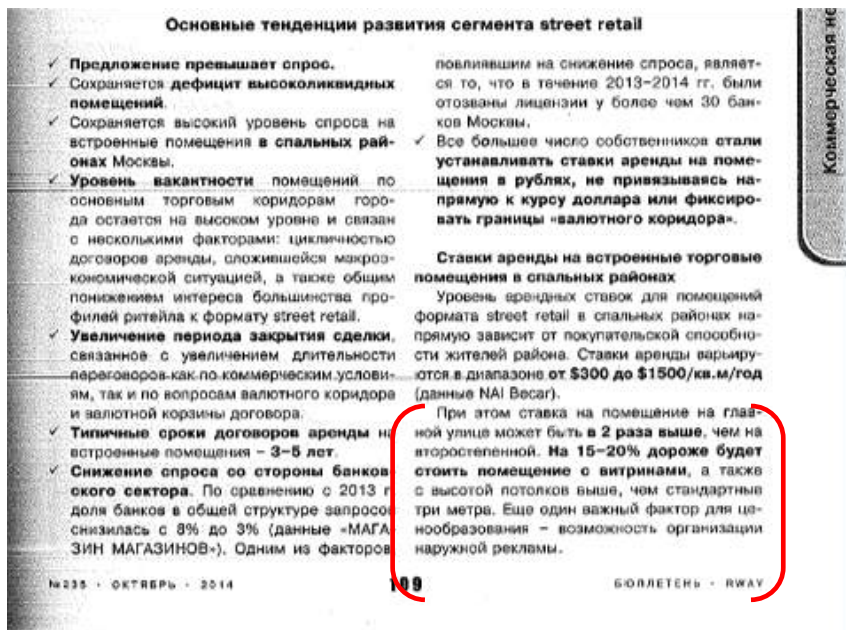 Основные тенденции развития сегмента street retail
✓ Предложение превышает спрос.
✓ Сохраняется дефицит высоколиквидных
помещений.
✓ Сохраняется высокий уровень спроса на
встроенные помещения в спальных рай-
онах Москвы.
✓ Уровень вакантности помещений по
основным торговым коридорам горо-
да остается на высоком уровне и связан
с несколькими факторами: цикличностью
договоров аренды, сложившейся макроэ-
кономической ситуацией, а также общим
понижением интереса большинства про-
филей ритейла к формату street retail.
✓ Увеличение периода закрытия сделки,
связанное с увеличением длительности
переговоров как по коммерческим услови-
ям, так и по вопросам валютного коридора
и валютной корзины договора.
✓ Типичные сроки договоров аренды на
встроенные помещения – 3–5 лет.
✓ Снижение спроса со стороны банков-
ского сектора. По сравнению с 2013 г
доля банков в общей структуре запросов
снизилась с 8% до 3% (данные «МАГА-
ЗИН МАГАЗИНОВ»). Одним из факторов,
повлиявшим на снижение спроса, являет-
ся то, что в течение 2013–2014 гг. были
отозваны лицензии у более чем 30 бан-
ков Москвы.
✓ Все большее число собственников стали
устанавливать ставки аренды на поме-
щения в рублях, не привязываясь на-
прямую к курсу доллара или фиксиро-
вать границы «валютного коридора».
Ставки аренды на встроенные торговые
помещения в спальных районах
Уровень арендных ставок для помещений
формата street retail в спальных районах на-
прямую зависит от покупательской способно-
сти жителей района. Ставки аренды варьиру-
ются в диапазоне от $300 до $1500/кв.м/год
(данные NAI Becar).
При этом ставка на помещение на глав-
ной улице может быть в 2 раза выше, чем на
второстепенной. На 15–20% дороже будет
стоить помещение с витринами, а также
с высотой потолков выше, чем стандартные
три метра. Еще один важный фактор для це-
нообразования – возможность организации
наружной рекламы.
Коммерческая не
№235 · ОКТЯБРЬ · 2014
109
БЮЛЛЕТЕНЬ · RWAY